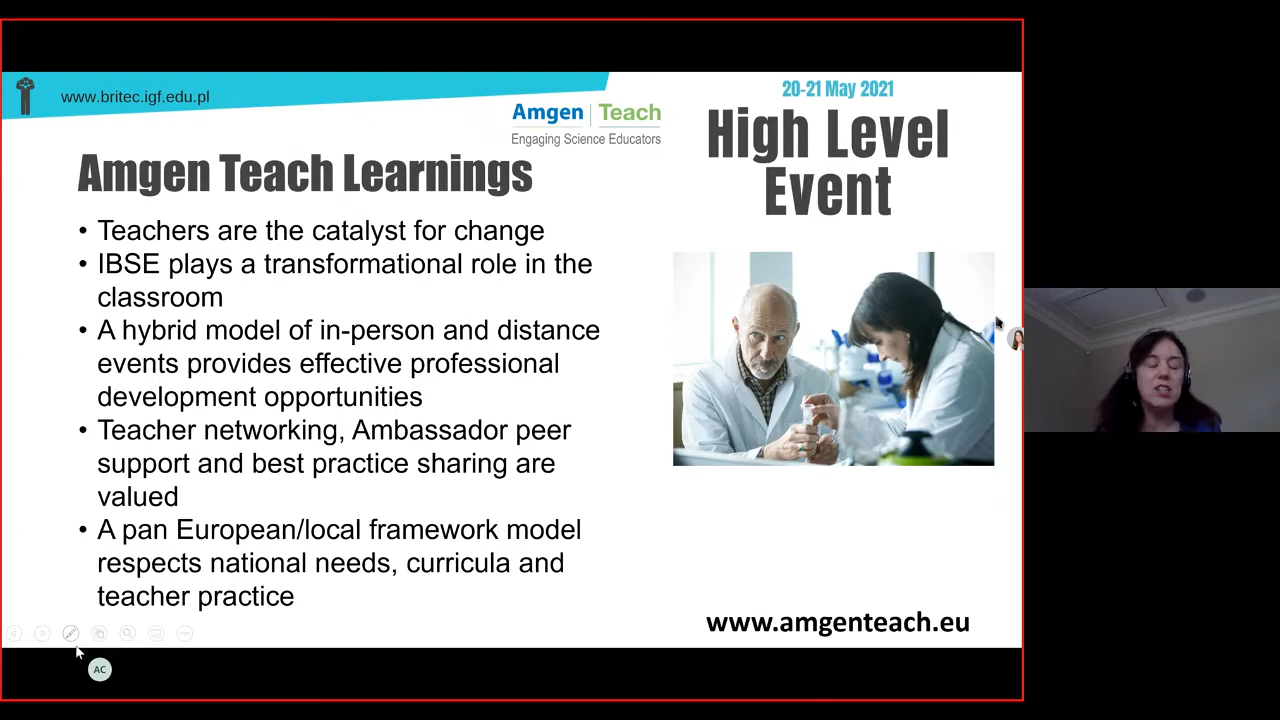 www.britec.igf.edu.pl
Amgen Teach
Engaging Science Educators
20-21 May 2021
High Level
Event
Amgen Teach Learnings
• Teachers are the catalyst for change
• IBSE plays a transformational role in the
classroom
• A hybrid model of in-person and distance
events provides effective professional
development opportunities
• Teacher networking, Ambassador peer
support and best practice sharing are
valued
• A pan European/local framework model
respects national needs, curricula and
teacher practice
www.amgenteach.eu
AC